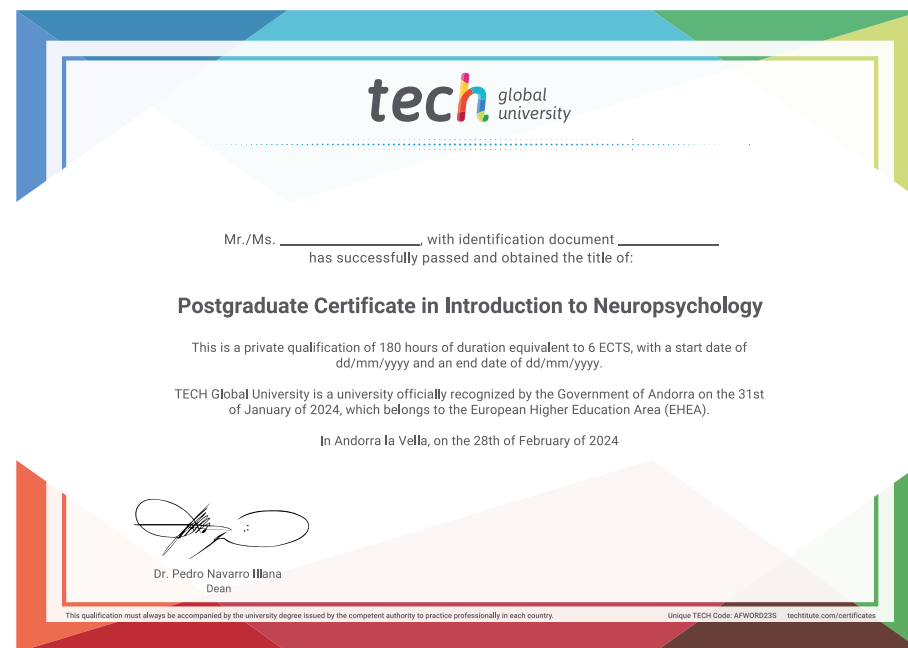 tech global
university
Mr./Ms. ____________________, with identification document ______________
has successfully passed and obtained the title of:
Postgraduate Certificate in Introduction to Neuropsychology
This is a private qualification of 180 hours of duration equivalent to 6 ECTS, with a start date of
dd/mm/yyyy and an end date of dd/mm/yyyy.
TECH Global University is a university officially recognized by the Government of Andorra on the 31st
of January of 2024, which belongs to the European Higher Education Area (EHEA).
In Andorra la Vella, on the 28th of February of 2024
Dr. Pedro Navarro Illana
Dean
This qualification must always be accompanied by the university degree issued by the competent authority to practice professionally in each country. Unique TECH Code: AFWORD23S techtitute.com/certificates